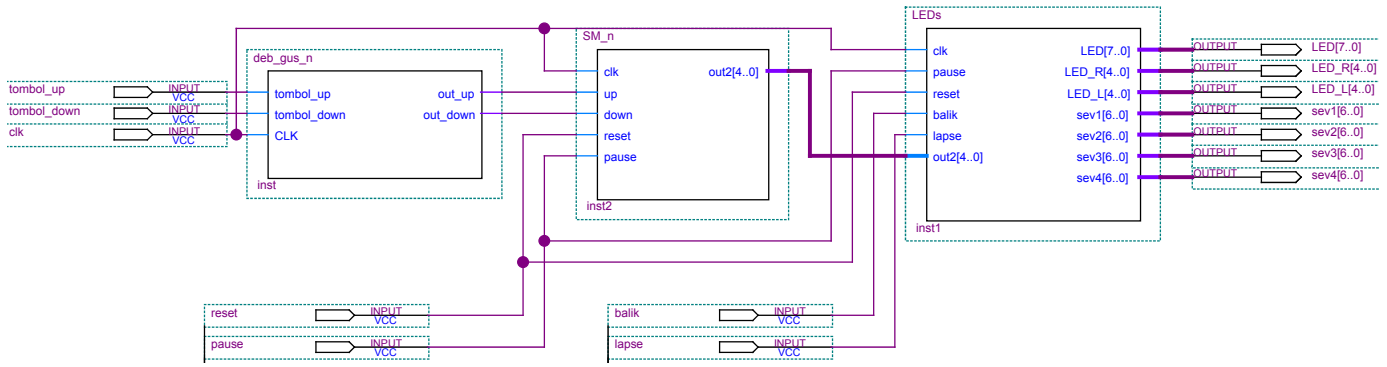 tombol_up INPUT VCC
tombol_down INPUT VCC
clk INPUT VCC
deb_gus_n
tombol_up out_up
tombol_down out_down
CLK
inst
SM_n
clk out2[4..0]
up
down
reset
pause
inst2
LEDs
clk LED[7..0]
pause LED_R[4..0]
reset LED_L[4..0]
balik sev1[6..0]
lapse sev2[6..0]
out2[4..0] sev3[6..0]
sev4[6..0]
inst1
OUTPUT LED[7..0]
OUTPUT LED_R[4..0]
OUTPUT LED_L[4..0]
OUTPUT sev1[6..0]
OUTPUT sev2[6..0]
OUTPUT sev3[6..0]
OUTPUT sev4[6..0]
reset INPUT VCC
pause INPUT VCC
balik INPUT VCC
lapse INPUT VCC